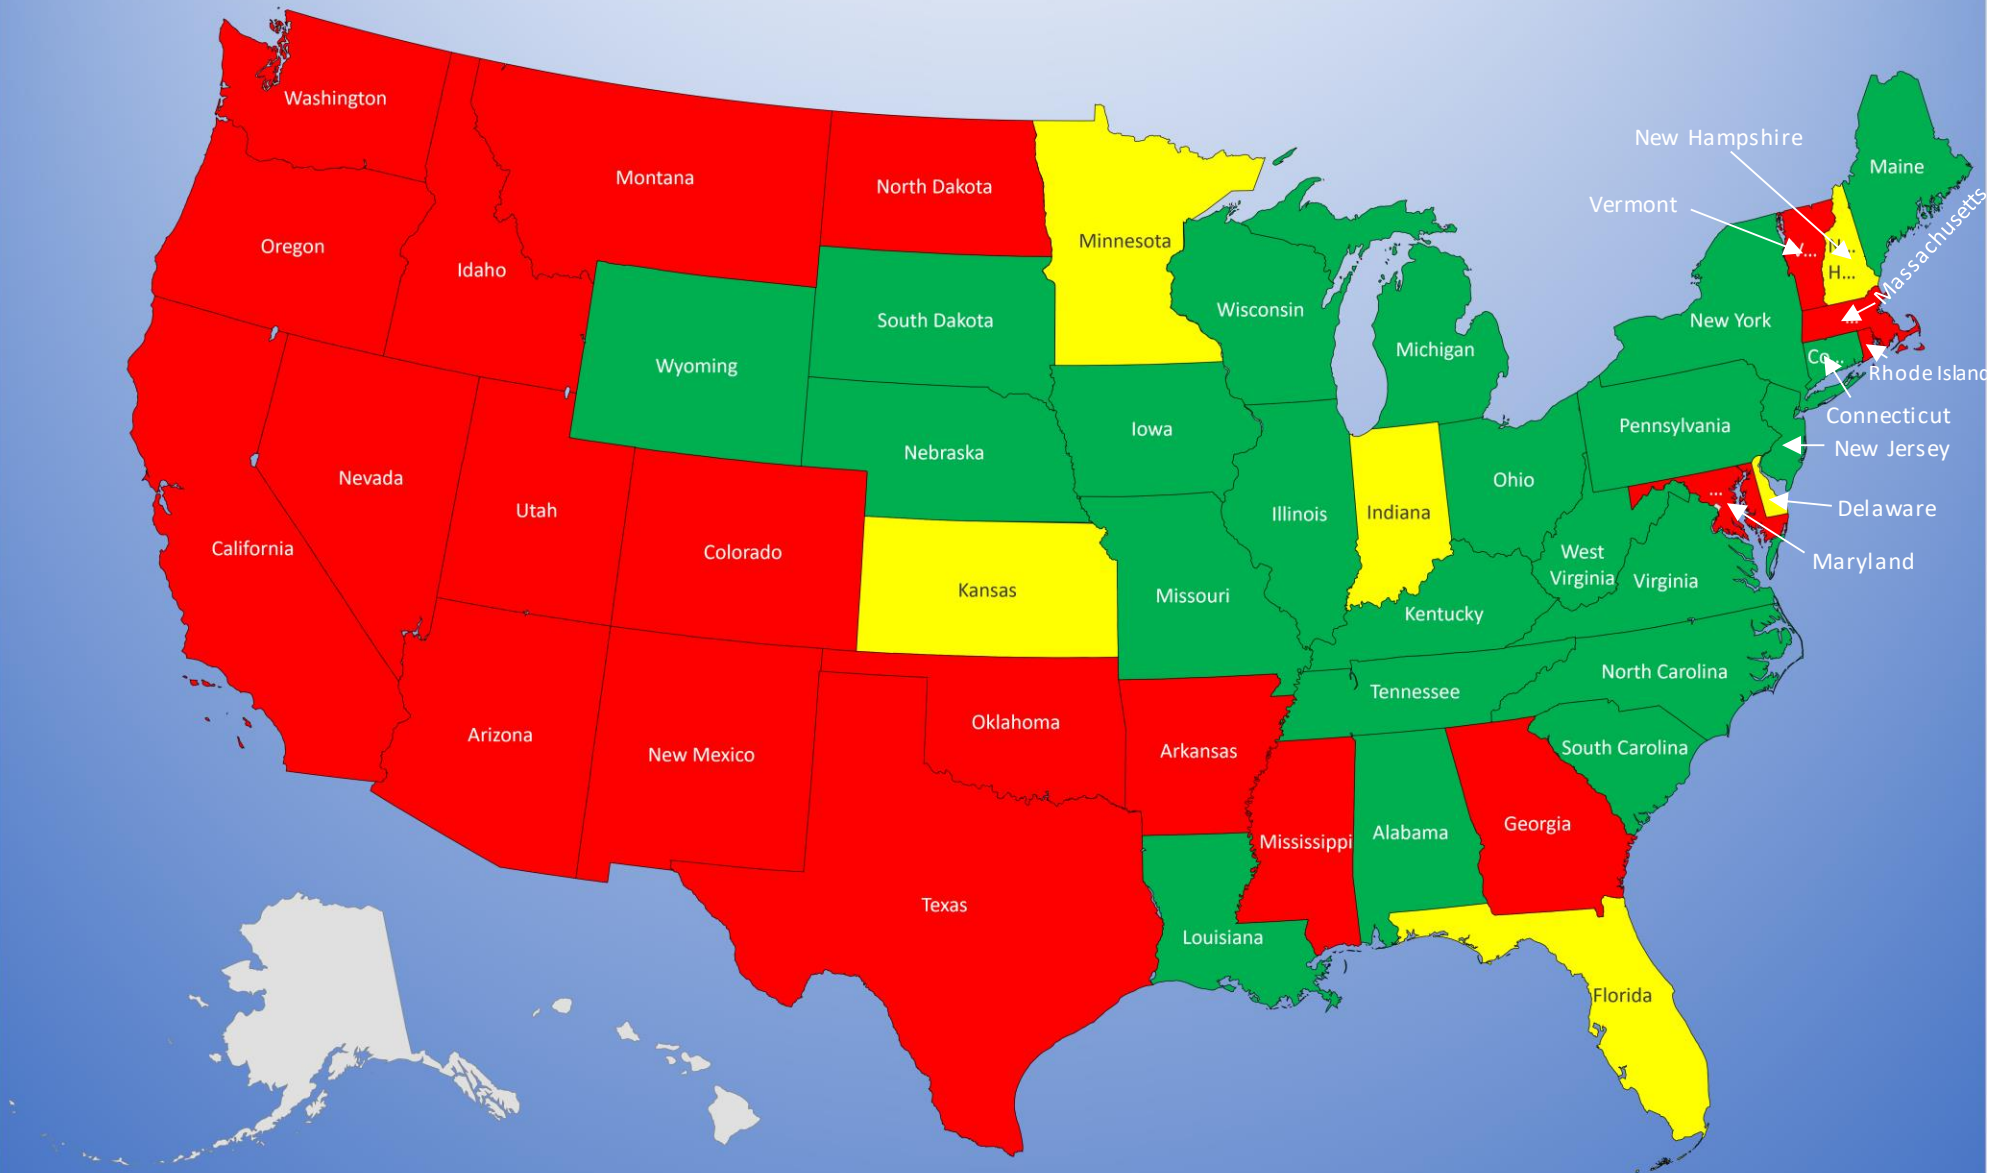 Washington
Montana
North Dakota
Minnesota
Oregon
Idaho
Wyoming
South Dakota
Wisconsin
Michigan
New York
Maine
New Hampshire
Vermont
V...
N...
H...
Massachusetts
...
Co...
Rhode Island
Connecticut
New Jersey
Delaware
Maryland
...
Nevada
Utah
California
Colorado
Nebraska
Iowa
Kansas
Missouri
Illinois
Indiana
Ohio
Pennsylvania
West
Virginia
Virginia
Kentucky
Tennessee
North Carolina
South Carolina
Arizona
New Mexico
Oklahoma
Arkansas
Texas
Louisiana
Mississippi
Alabama
Georgia
Florida